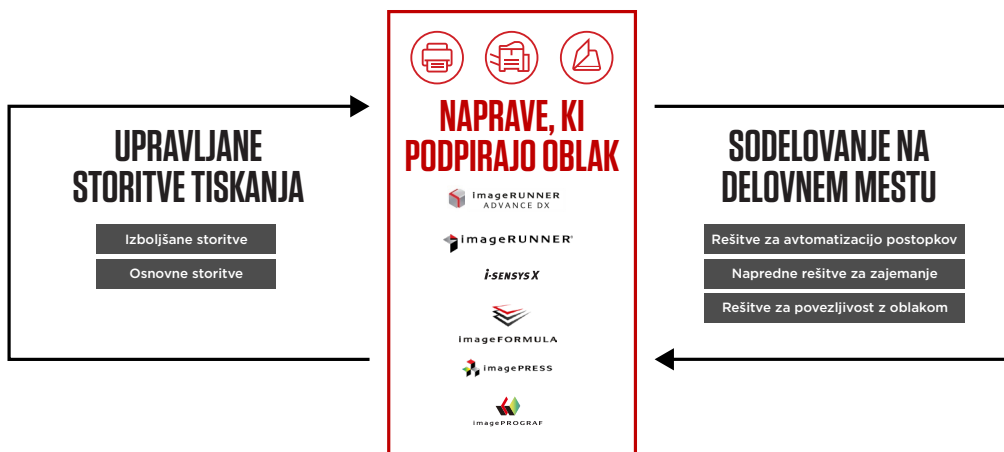 UPRAVLJANE
STORITVE TISKANJA
Izboljšane storitve
Osnovne storitve
NAPRAVE, KI
PODPIRAJO OBLAK
imageRUNNER
ADVANCE DX
imageRUNNER®
i-SENSYS X
imageFORMULA
imagePRESS
imagePROGRAF
SODELOVANJE NA
DELOVNEM MESTU
Rešitve za avtomatizacijo postopkov
Napredne rešitve za zajemanje
Rešitve za povezljivost z oblakom